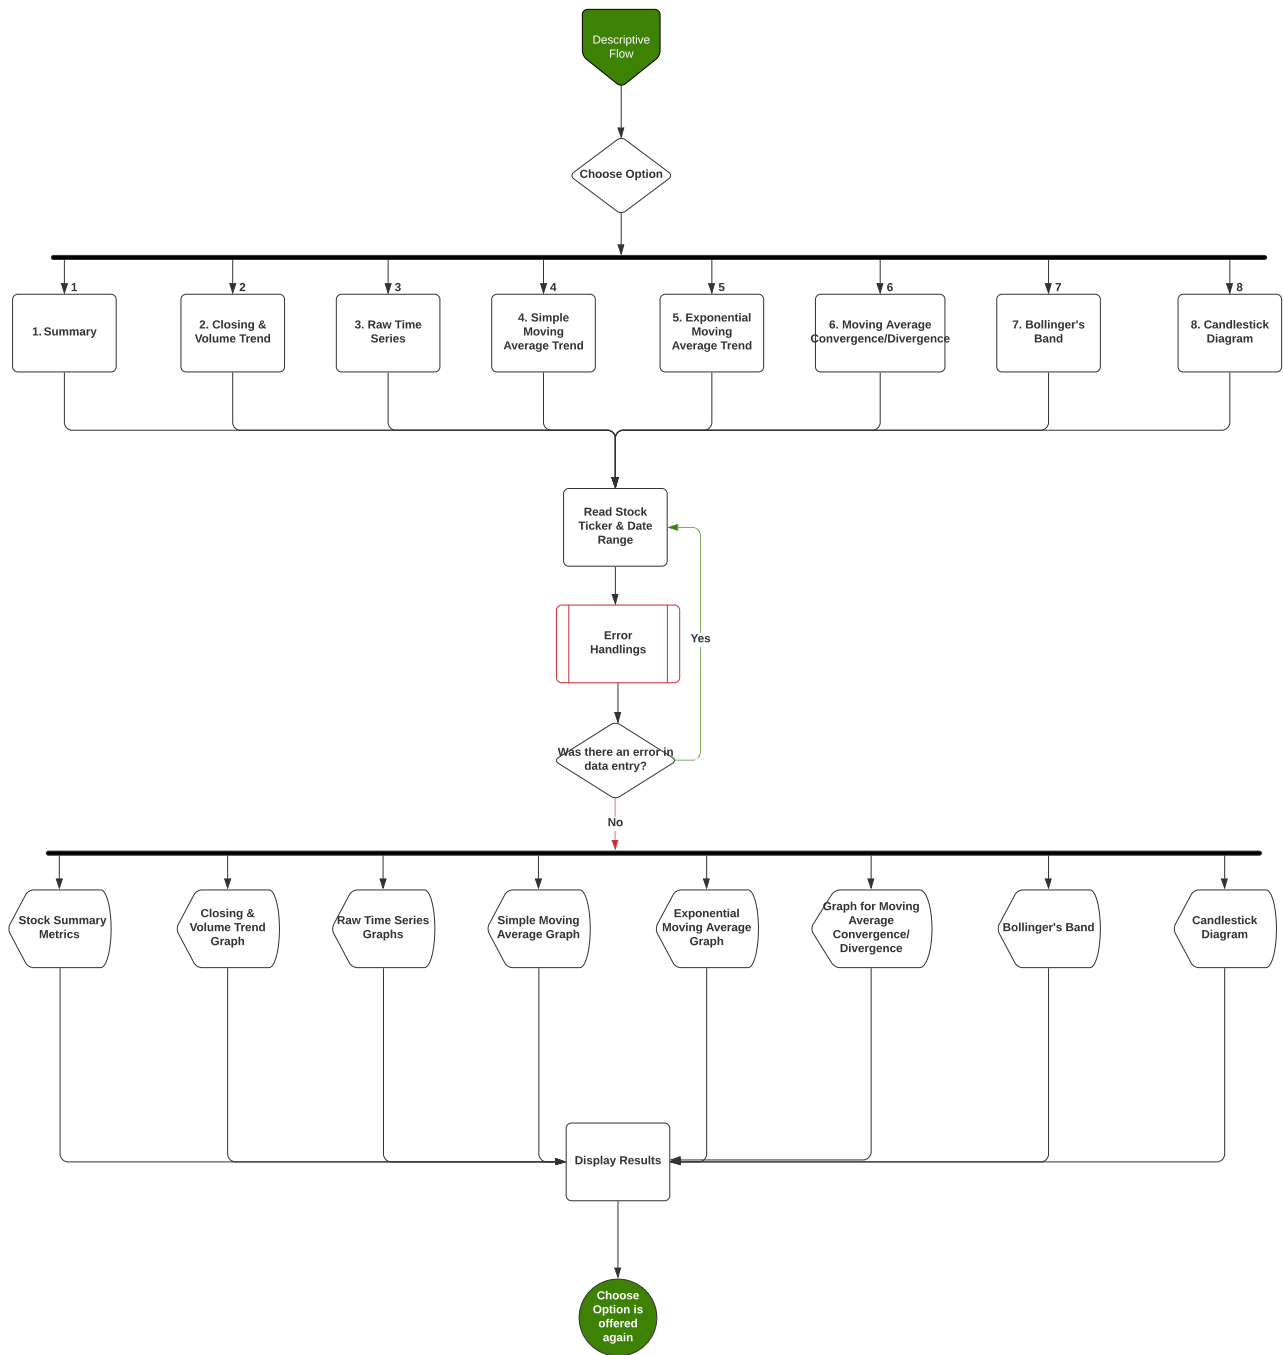 Descriptive
Flow
Choose Option
1
2
3
4
5
6
7
8
1. Summary
2. Closing &
Volume Trend
3. Raw Time
Series
4. Simple
Moving
Average Trend
5. Exponential
Moving
Average Trend
6. Moving Average
Convergence/Divergence
7. Bollinger's
Band
8. Candlestick
Diagram
Read Stock
Ticker & Date
Range
Error
Handlings
Yes
Was there an error in
data entry?
No
Stock Summary
Metrics
Closing &
Volume Trend
Graph
Raw Time Series
Graphs
Simple Moving
Average Graph
Exponential
Moving Average
Graph
Graph for Moving
Average
Convergence/
Divergence
Bollinger's Band
Candlestick
Diagram
Display Results
Choose
Option is
offered
again